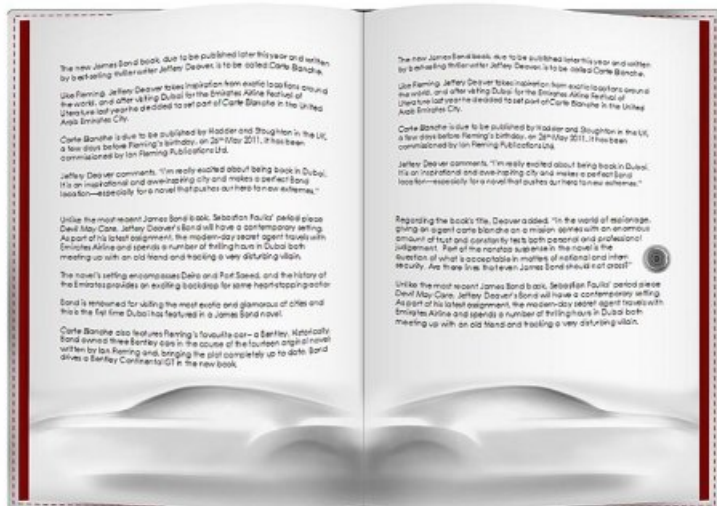 The new James Bond book, due to be published later this year and written
by best-selling thriller writer Jeffery Deaver, is to be called Carte Blanche.
Like Fleming, Jeffery Deaver takes inspiration from exotic locations around
the world, and after visiting Dubai for the Emirates Airline Festival of
Literature last year he decided to set part of Carte Blanche in the United
Arab Emirates City.
Carte Blanche is due to be published by Hodder and Stoughton in the UK,
a few days before Fleming's birthday, on 26th May 2011. It has been
commissioned by Ian Fleming Publications Ltd.
Jeffery Deaver comments, "I'm really excited about being back in Dubai.
It's an inspirational and awe-inspiring city and makes a perfect Bond
location—especially for a novel that pushes our hero to new extremes."
Unlike the most recent James Bond book, Sebastian Faulks' period piece
Devil May Care, Jeffery Deaver's Bond will have a contemporary setting.
As part of his latest assignment, the modern-day secret agent travels with
Emirates Airline and spends a number of thrilling hours in Dubai both
meeting up with an old friend and tracking a very disturbing villain.
The novel's setting encompasses Deira and Port Saeed, and the history of
the Emirates provides an exciting backdrop for some heart-stopping action
Bond is renowned for visiting the most exotic and glamorous of cities and
this is the first time Dubai has featured in a James Bond novel.
Carte Blanche also features Fleming's favourite car – a Bentley. Historically,
Bond owned three Bentley cars in the course of the fourteen original novels
written by Ian Fleming and, bringing the plot completely up to date, Bond
drives a Bentley Continental GT in the new book.
The new James Bond book, due to be published later this year and written
by best-selling thriller writer Jeffery Deaver, is to be called Carte Blanche.
Like Fleming, Jeffery Deaver takes inspiration from exotic locations around
the world, and after visiting Dubai for the Emirates Airline Festival of
Literature last year he decided to set part of Carte Blanche in the United
Arab Emirates City.
Carte Blanche is due to be published by Hodder and Stoughton in the UK,
a few days before Fleming's birthday, on 26th May 2011. It has been
commissioned by Ian Fleming Publications Ltd.
Jeffery Deaver comments, "I'm really excited about being back in Dubai.
It's an inspirational and awe-inspiring city and makes a perfect Bond
location—especially for a novel that pushes our hero to new extremes."
Regarding the book's title, Deaver added, "In the world of espionage,
giving an agent carte blanche on a mission comes with an enormous
amount of trust and constantly tests both personal and professional
judgement. Part of the nonstop suspense in the novel is the
question of what is acceptable in matters of national and intern
security. Are there lines that even James Bond should not cross?"
Unlike the most recent James Bond book, Sebastian Faulks' period piece
Devil May Care, Jeffery Deaver's Bond will have a contemporary setting.
As part of his latest assignment, the modern-day secret agent travels with
Emirates Airline and spends a number of thrilling hours in Dubai both
meeting up with an old friend and tracking a very disturbing villain.